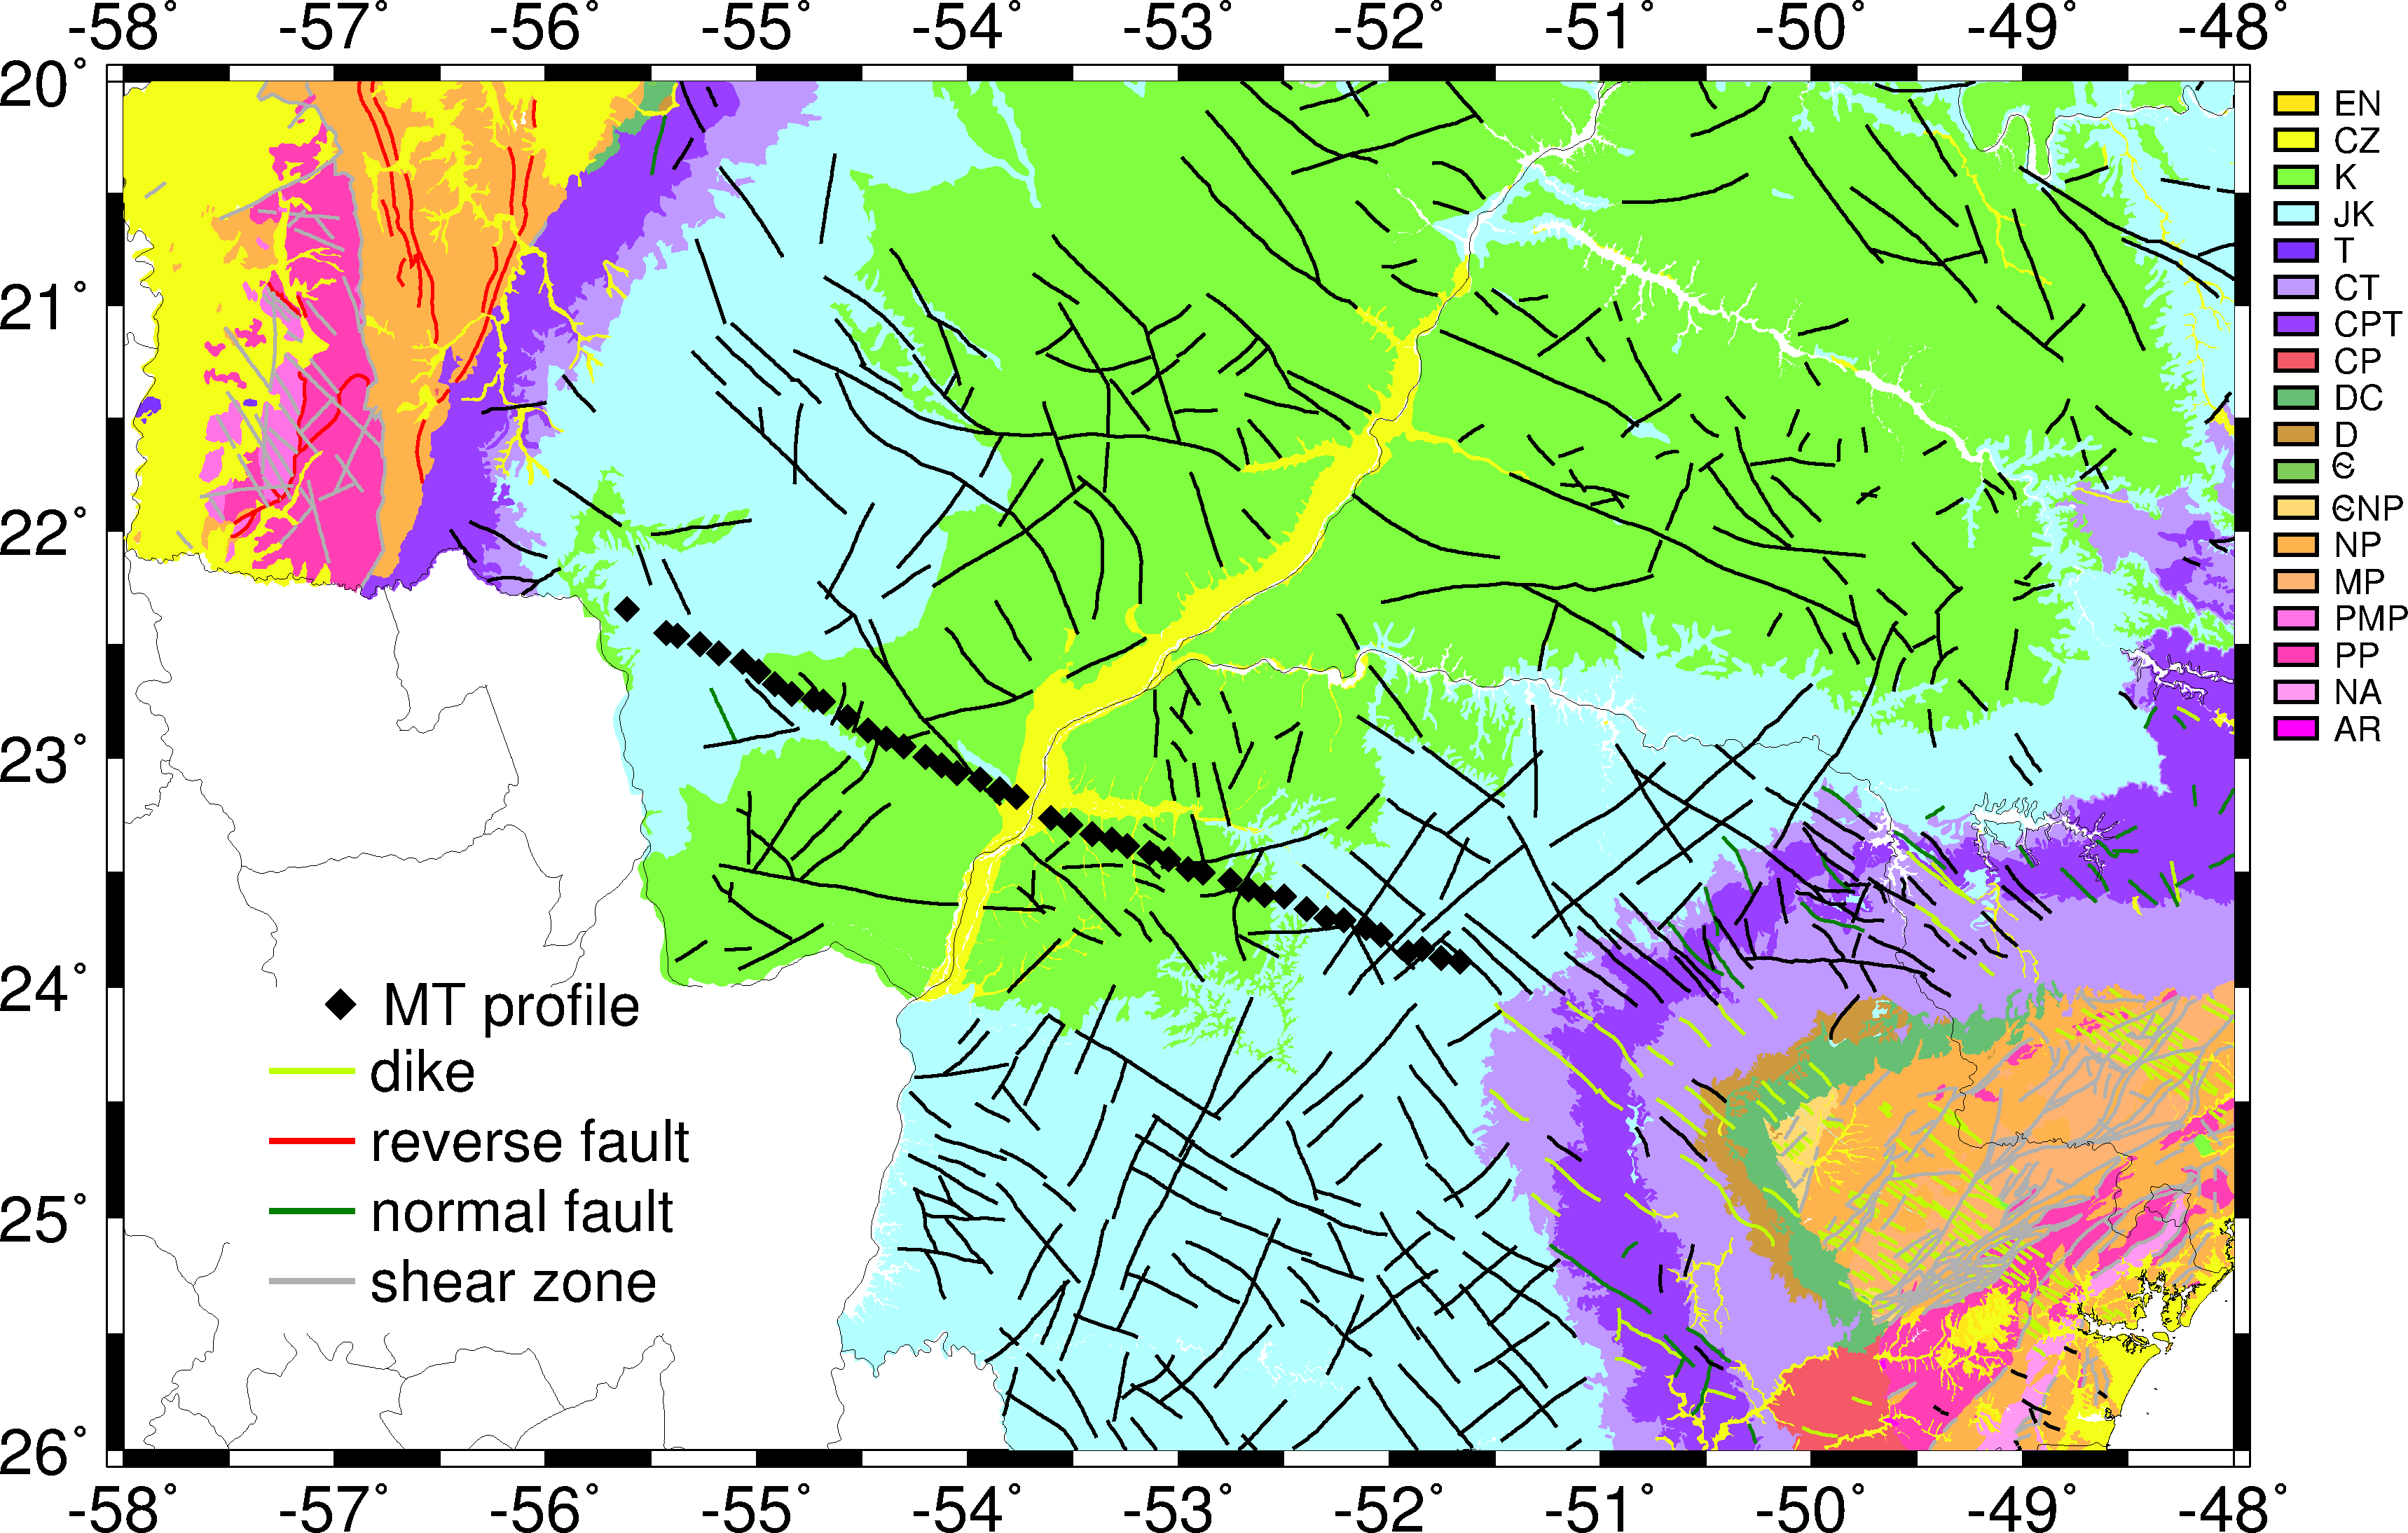 -58° -57° -56° -55° -54° -53° -52° -51° -50° -49° -48°
20°
21°
22°
23°
24°
25°
26°
MT profile
dike
reverse fault
normal fault
shear zone
EN
CZ
K
JK
T
CT
CPT
CP
DC
D
Є
ЄNP
NP
MP
PMP
PP
NA
AR
-58° -57° -56° -55° -54° -53° -52° -51° -50° -49° -48°